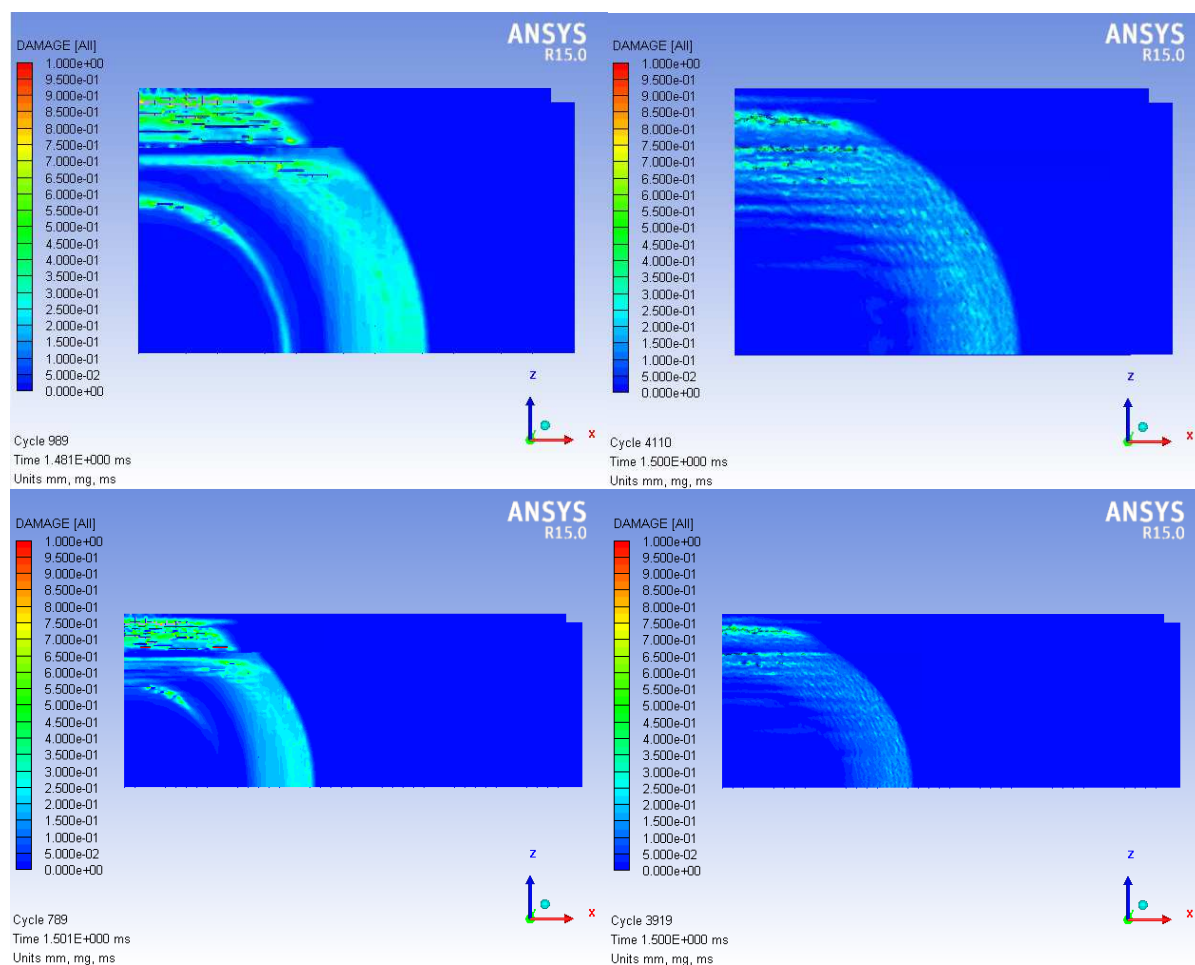 ANSYS
R15.0
DAMAGE [All]
1.000e+00
9.500e-01
9.000e-01
8.500e-01
8.000e-01
7.500e-01
7.000e-01
6.500e-01
6.000e-01
5.500e-01
5.000e-01
4.500e-01
4.000e-01
3.500e-01
3.000e-01
2.500e-01
2.000e-01
1.500e-01
1.000e-01
5.000e-02
0.000e+00
z
x
Cycle 989
Time 1.481E+000 ms
Units mm, mg, ms
ANSYS
R15.0
DAMAGE [All]
1.000e+00
9.500e-01
9.000e-01
8.500e-01
8.000e-01
7.500e-01
7.000e-01
6.500e-01
6.000e-01
5.500e-01
5.000e-01
4.500e-01
4.000e-01
3.500e-01
3.000e-01
2.500e-01
2.000e-01
1.500e-01
1.000e-01
5.000e-02
0.000e+00
z
x
Cycle 4110
Time 1.500E+000 ms
Units mm, mg, ms
ANSYS
R15.0
DAMAGE [All]
1.000e+00
9.500e-01
9.000e-01
8.500e-01
8.000e-01
7.500e-01
7.000e-01
6.500e-01
6.000e-01
5.500e-01
5.000e-01
4.500e-01
4.000e-01
3.500e-01
3.000e-01
2.500e-01
2.000e-01
1.500e-01
1.000e-01
5.000e-02
0.000e+00
z
x
Cycle 789
Time 1.501E+000 ms
Units mm, mg, ms
ANSYS
R15.0
DAMAGE [All]
1.000e+00
9.500e-01
9.000e-01
8.500e-01
8.000e-01
7.500e-01
7.000e-01
6.500e-01
6.000e-01
5.500e-01
5.000e-01
4.500e-01
4.000e-01
3.500e-01
3.000e-01
2.500e-01
2.000e-01
1.500e-01
1.000e-01
5.000e-02
0.000e+00
z
x
Cycle 3919
Time 1.500E+000 ms
Units mm, mg, ms